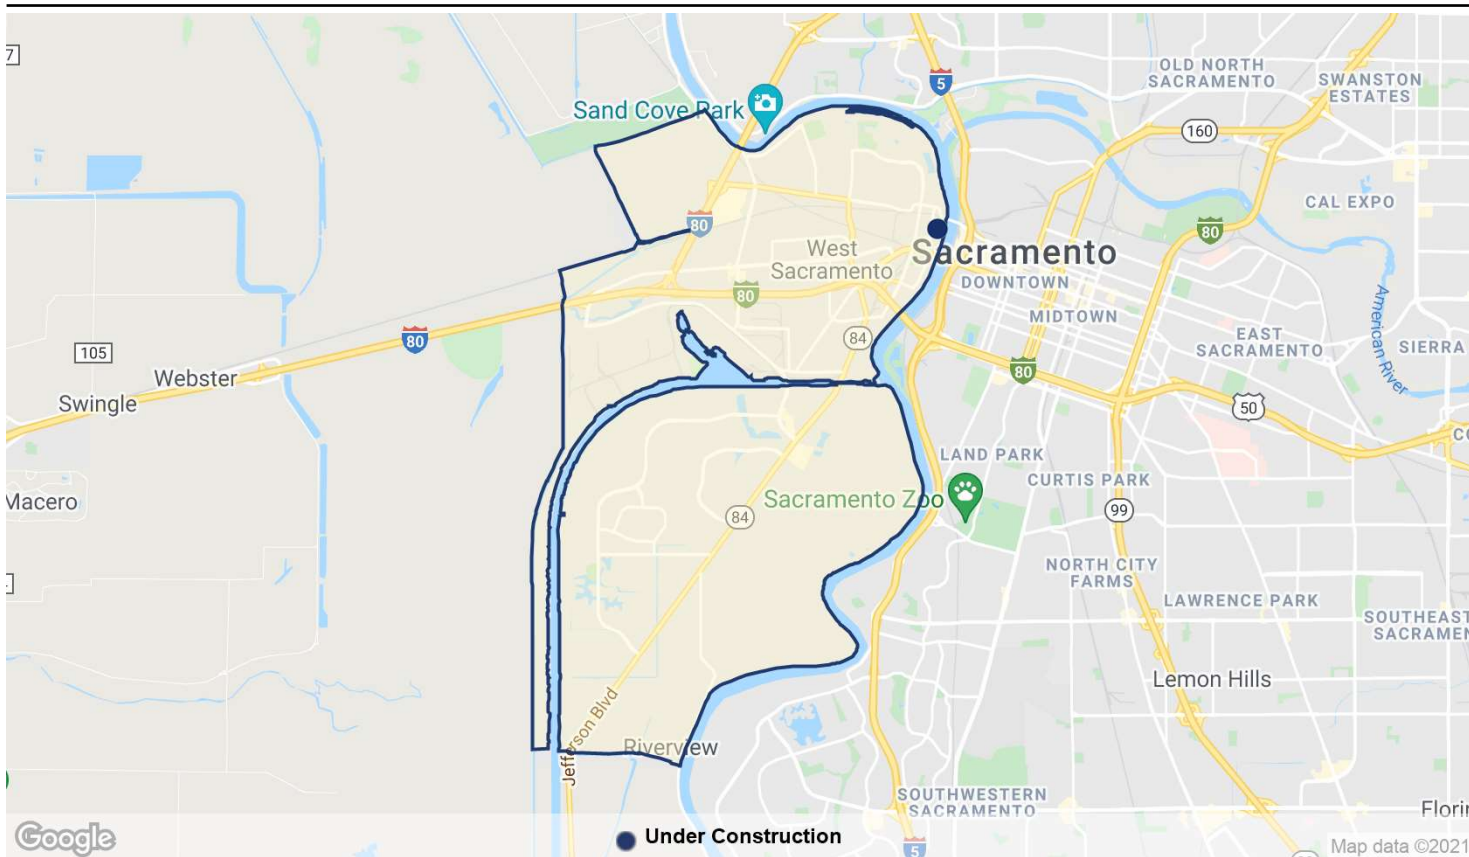 7
Sand Cove Park
5
OLD NORTH
SACRAMENTO
SWANSTON
ESTATES
160
CAL EXPO
80
80
West
Sacramento
Sacramento
DOWNTOWN
MIDTOWN
80
American River
105
80
84
EAST
SACRAMENTO
SIERRA
Webster
80
Swingle
50
CO
LAND PARK
CURTIS PARK
Macero
Sacramento Zoo
84
99
NORTH CITY
FARMS
LAWRENCE PARK
SOUTHEAST
SACRAMEN
Lemon Hills
Jefferson Blvd
Riverview
SOUTHWESTERN
SACRAMENTO
Florin
Google
Under Construction
5
Map data ©2021